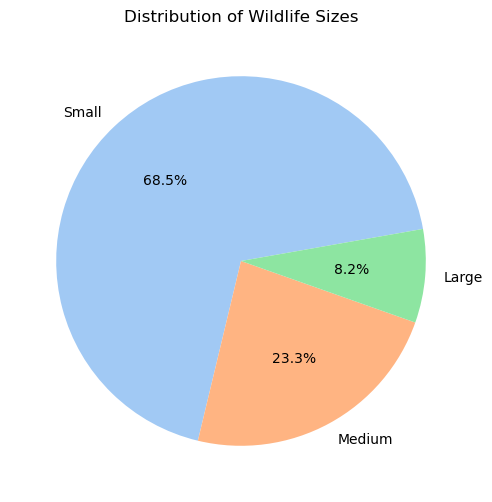 Distribution of Wildlife Sizes
Small
68.5%
8.2%
Large
23.3%
Medium